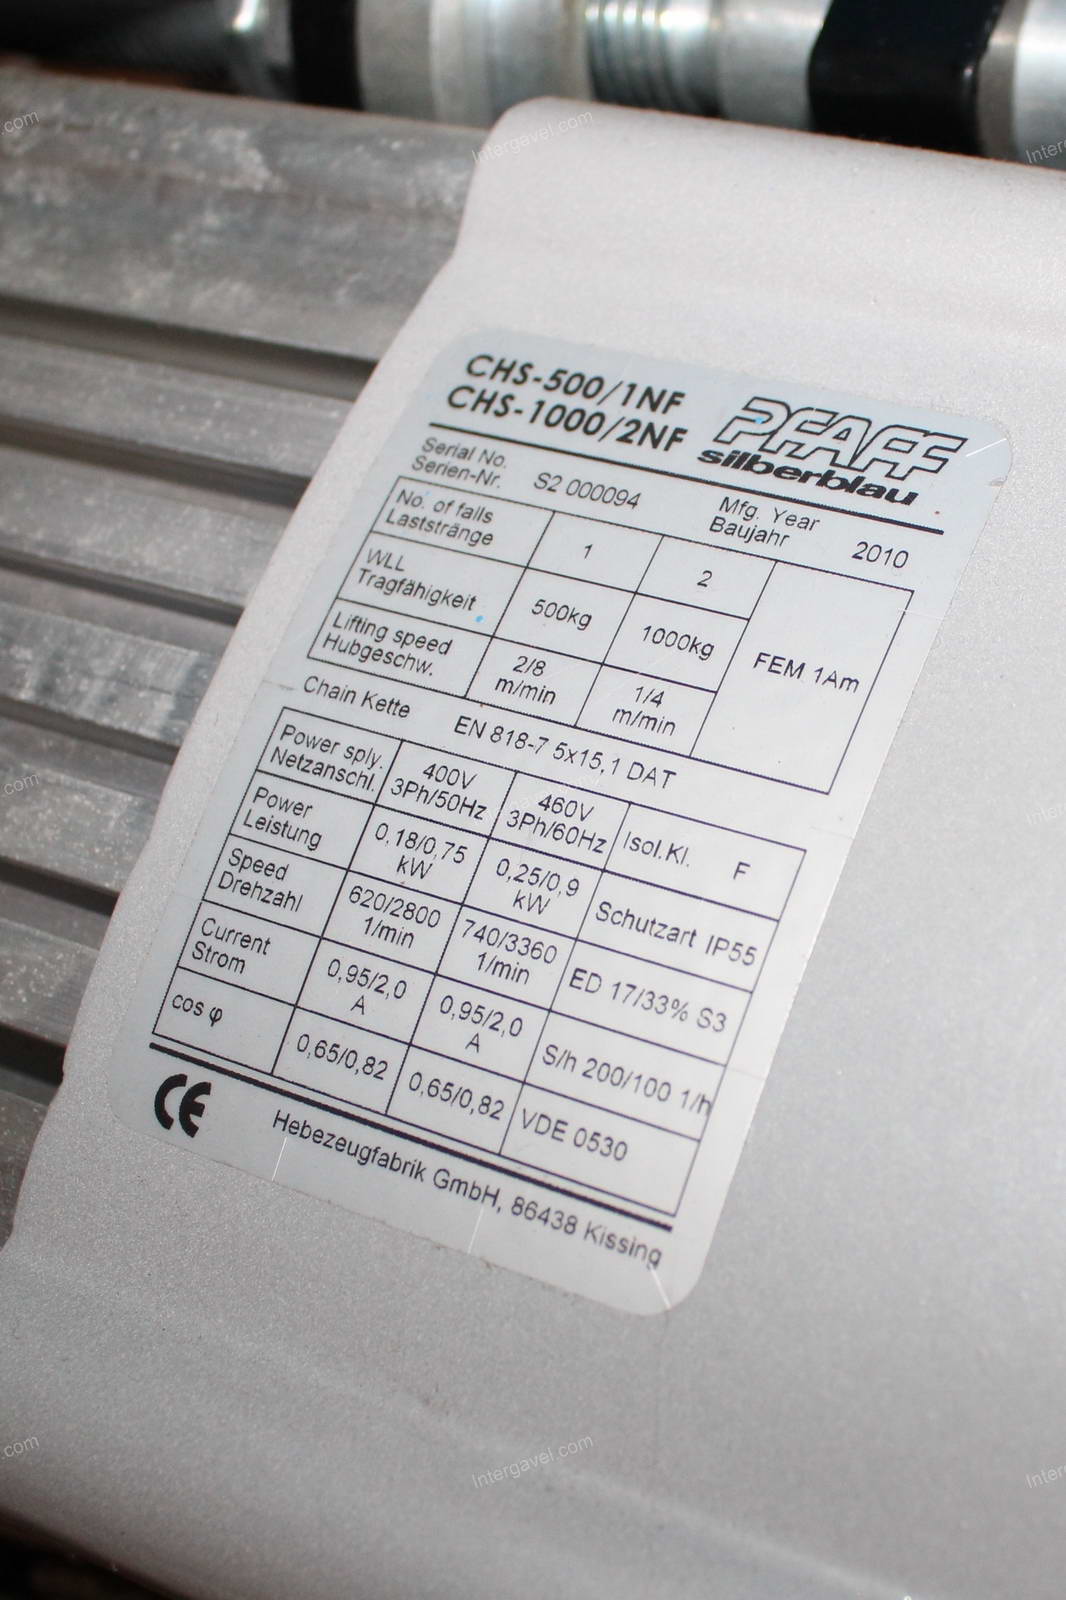 CHS-500/1NF
CHS-1000/2NF
PFAFF
silberblau
Serial No.
Serien-Nr.
S2 000094
Mfg. Year
Baujahr
2010
No. of falls
Laststränge
1
2
FEM 1Am
WLL
Tragfähigkeit
500kg
1000kg
Lifting speed
Hubgeschw.
2/8
m/min
1/4
m/min
Chain Kette
EN 818-7 5x15,1 DAT
Power sply.
Netzanschl.
400V
3Ph/50Hz
460V
3Ph/60Hz
Isol.Kl. F
Power
Leistung
0,18/0,75
kW
0,25/0,9
kW
Schutzart IP55
Speed
Drehzahl
620/2800
1/min
740/3360
1/min
ED 17/33% S3
Current
Strom
0,95/2,0
A
0,95/2,0
A
S/h 200/100 1/h
cos φ
0,65/0,82
0,65/0,82
VDE 0530
CE
Hebezeugfabrik GmbH, 86438 Kissing
Intergavel.com
Intergavel.com